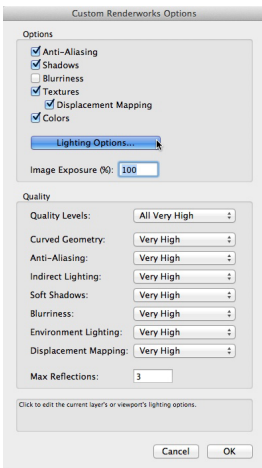 Custom Renderworks Options
Options
Anti-Aliasing
Shadows
Blurriness
Textures
Displacement Mapping
Colors
Lighting Options...
Image Exposure (%): 100
Quality
Quality Levels: All Very High
Curved Geometry: Very High
Anti-Aliasing: Very High
Indirect Lighting: Very High
Soft Shadows: Very High
Blurriness: Very High
Environment Lighting: Very High
Displacement Mapping: Very High
Max Reflections: 3
Click to edit the current layer's or viewport's lighting options.
Cancel OK